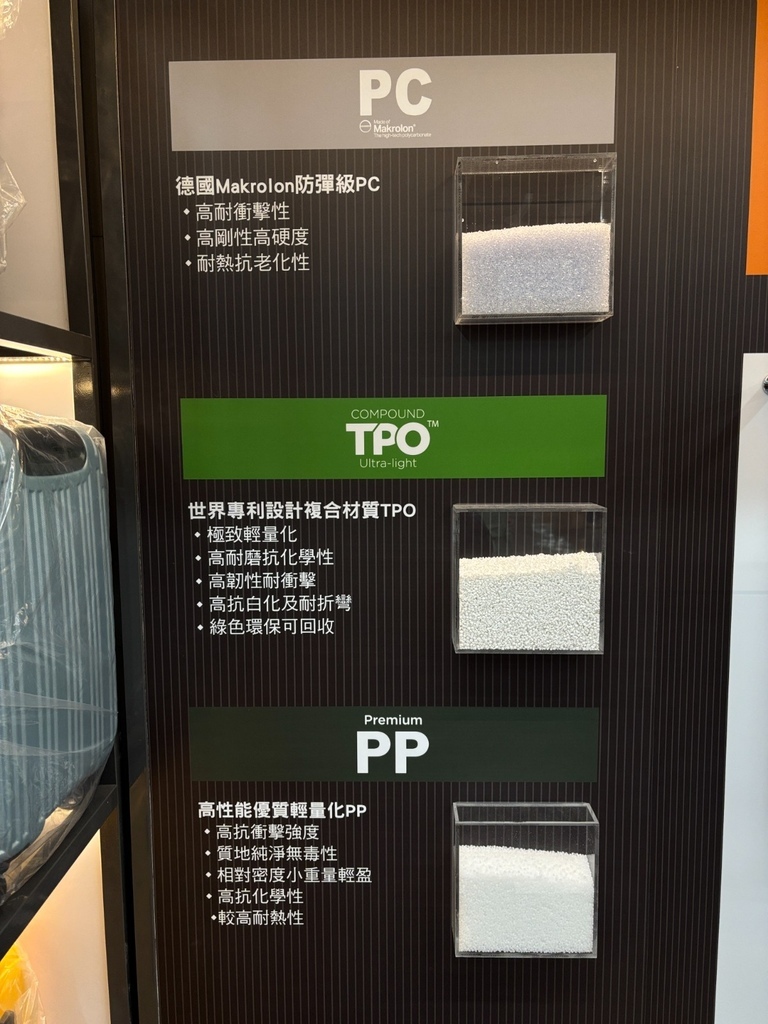 PC
Made of
Makrolon®
The high-tech polycarbonate
德國Makrolon防彈級PC
・高耐衝擊性
・高剛性高硬度
・耐熱抗老化性
COMPOUND
TPO™
Ultra-light
世界專利設計複合材質TPO
・極致輕量化
・高耐磨抗化學性
・高韌性耐衝擊
・高抗白化及耐折彎
・綠色環保可回收
Premium
PP
高性能優質輕量化PP
・高抗衝擊強度
・質地純淨無毒性
・相對密度小重量輕盈
・高抗化學性
・較高耐熱性